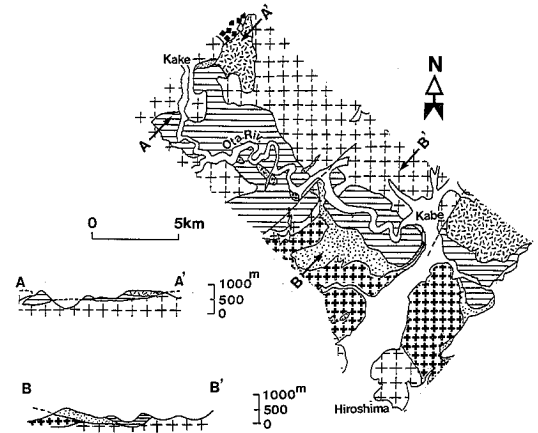 A'
Kake
N
A
Ota Riv.
B'
0 5km
Kabe
B
A A'
1000m
500
0
B B'
1000m
500
0
Hiroshima